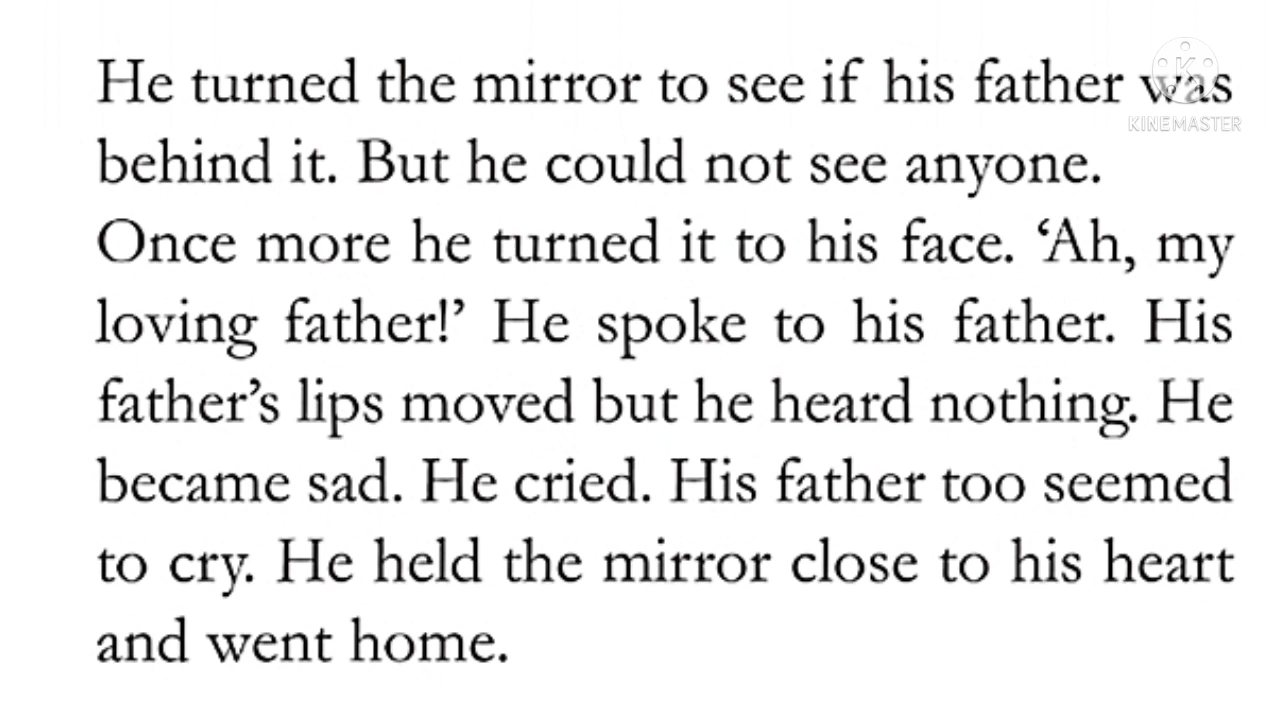 He turned the mirror to see if his father was
behind it. But he could not see anyone.
Once more he turned it to his face. ‘Ah, my
loving father!’ He spoke to his father. His
father’s lips moved but he heard nothing. He
became sad. He cried. His father too seemed
to cry. He held the mirror close to his heart
and went home.
KINEMASTER